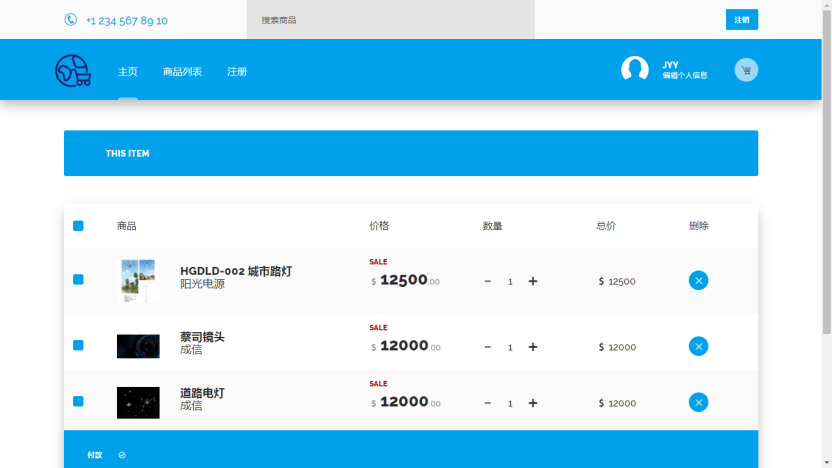 +1 234 567 89 10
搜索商品
注销
主页 商品列表 注册
JYY
编辑个人信息
THIS ITEM
商品 价格 数量 总价 删除
SALE
HGDLD-002 城市路灯
阳光电源
$ 12500.00 - 1 + $ 12500
SALE
蔡司镜头
成信
$ 12000.00 - 1 + $ 12000
SALE
道路电灯
成信
$ 12000.00 - 1 + $ 12000
付款